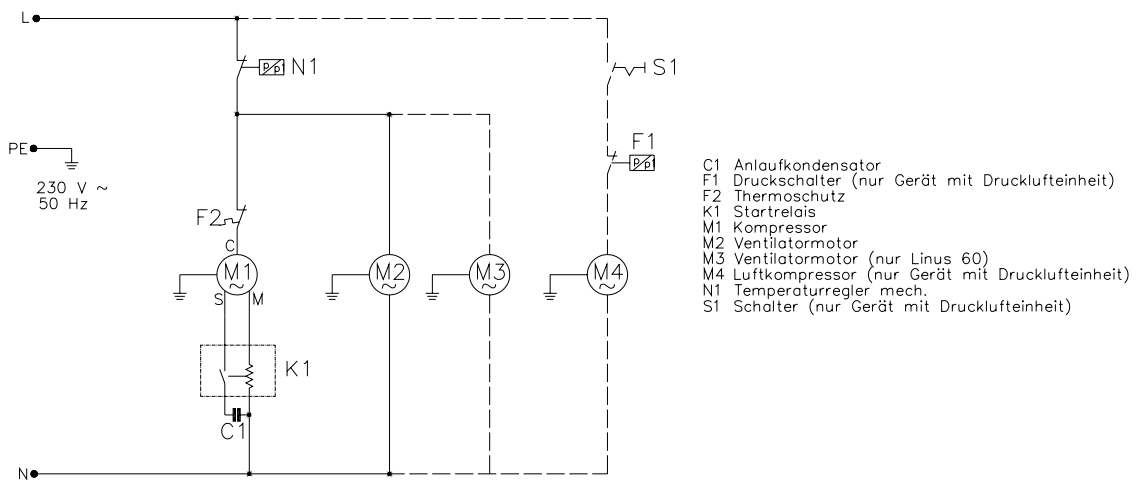 L
P/p1 N1
S1
PE
230 V ~
50 Hz
F1
P/p1
F2
C
M1
~
M2
~
M3
~
M4
~
S M
K1
C1
N
C1 Anlaufkondensator
F1 Druckschalter (nur Gerät mit Drucklufteinheit)
F2 Thermoschutz
K1 Startrelais
M1 Kompressor
M2 Ventilatormotor
M3 Ventilatormotor (nur Linus 60)
M4 Luftkompressor (nur Gerät mit Drucklufteinheit)
N1 Temperaturregler mech.
S1 Schalter (nur Gerät mit Drucklufteinheit)